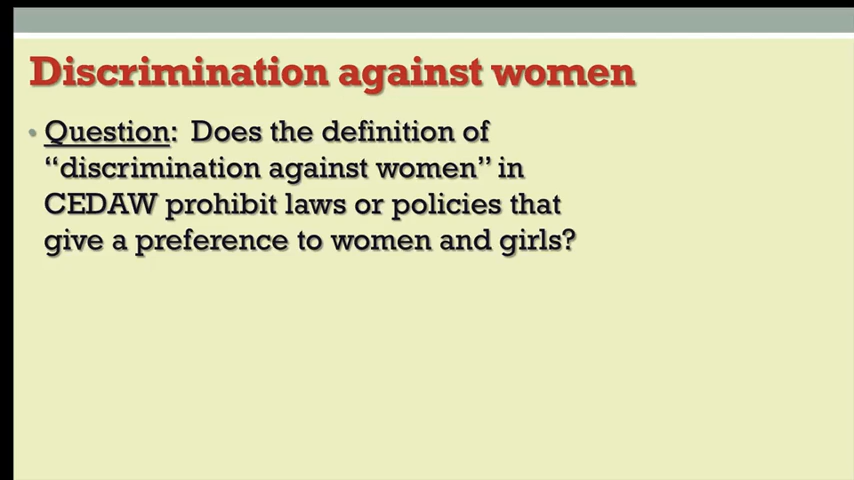 Discrimination against women
• Question: Does the definition of
“discrimination against women” in
CEDAW prohibit laws or policies that
give a preference to women and girls?